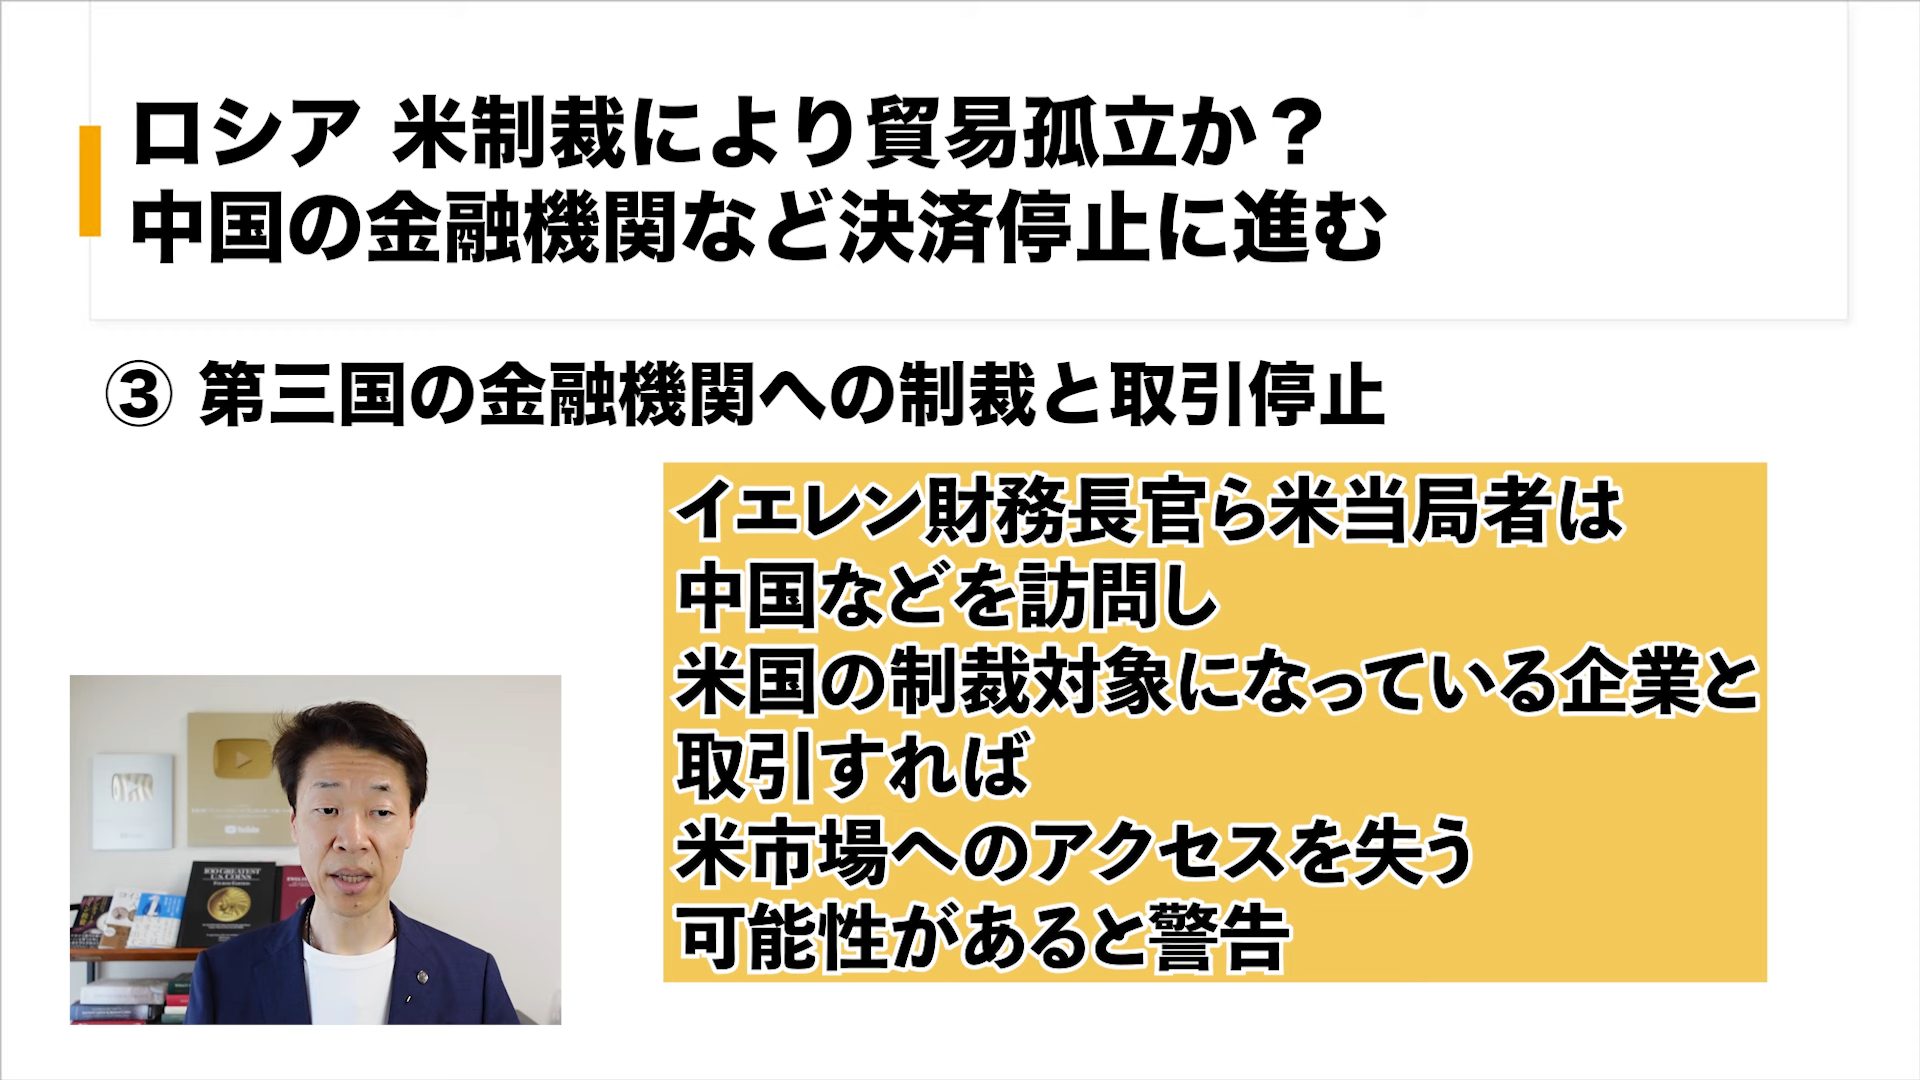 ロシア 米制裁により貿易孤立か？
中国の金融機関など決済停止に進む
③ 第三国の金融機関への制裁と取引停止
イエレン財務長官ら米当局者は
中国などを訪問し
米国の制裁対象になっている企業と
取引すれば
米市場へのアクセスを失う
可能性があると警告
YouTube
100 GREATEST
U.S. COINS